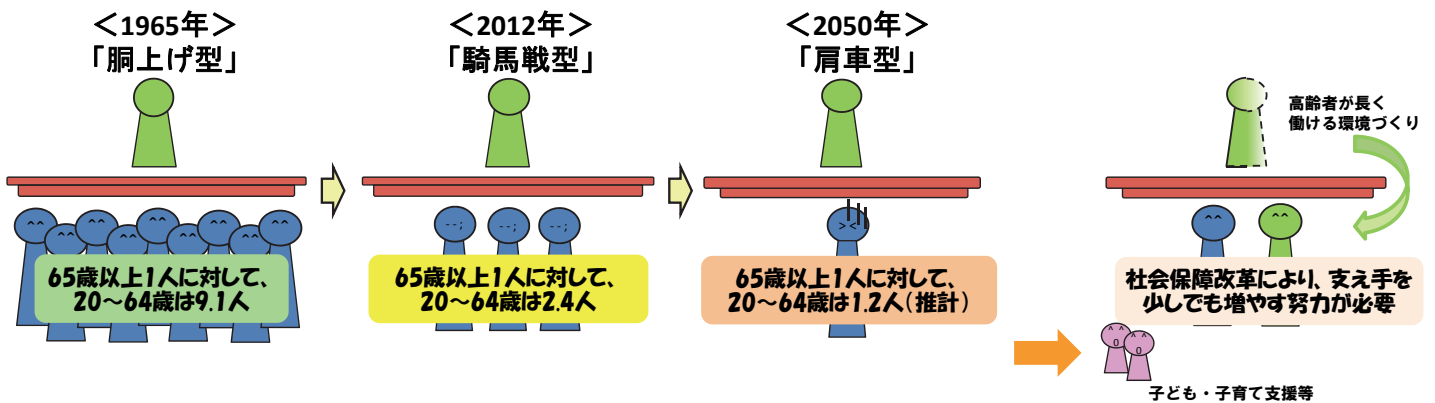 ＜1965年＞
「胴上げ型」
65歳以上1人に対して、
20～64歳は9.1人
＜2012年＞
「騎馬戦型」
65歳以上1人に対して、
20～64歳は2.4人
＜2050年＞
「肩車型」
65歳以上1人に対して、
20～64歳は1.2人（推計）
高齢者が長く
働ける環境づくり
社会保障改革により、支え手を
少しでも増やす努力が必要
子ども・子育て支援等